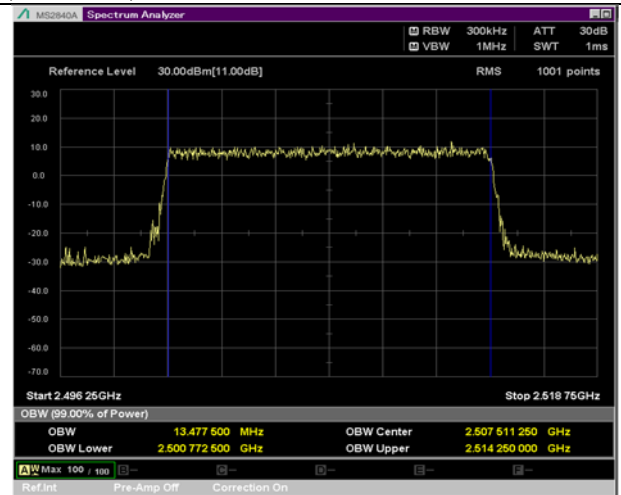 MS2840A Spectrum Analyzer
M RBW 300kHz ATT 30dB
M VBW 1MHz SWT 1ms
Reference Level 30.00dBm[11.00dB] RMS 1001 points
30.0
20.0
10.0
0.0
-10.0
-20.0
-30.0
-40.0
-50.0
-60.0
-70.0
Start 2.496 25GHz Stop 2.518 75GHz
OBW (99.00% of Power)
OBW 13.477 500 MHz OBW Center 2.507 511 250 GHz
OBW Lower 2.500 772 500 GHz OBW Upper 2.514 250 000 GHz
A W Max 100 / 100 B-- C-- D-- E-- F--
Ref.Int Pre-Amp Off Correction On